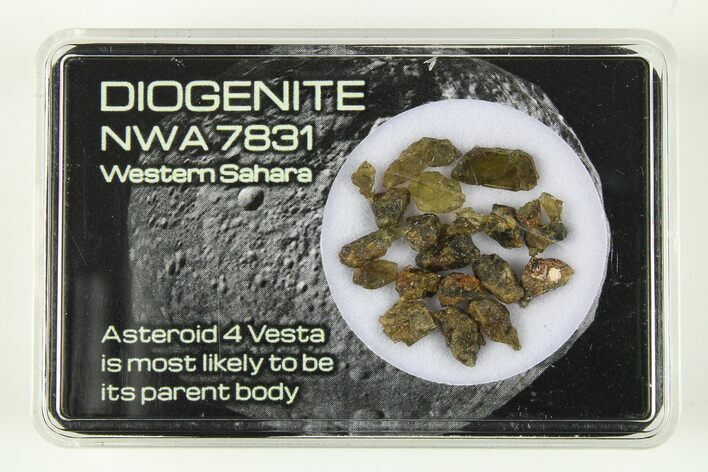 DIOGENITE
NWA 7831
Western Sahara
Asteroid 4 Vesta
is most likely to be
its parent body